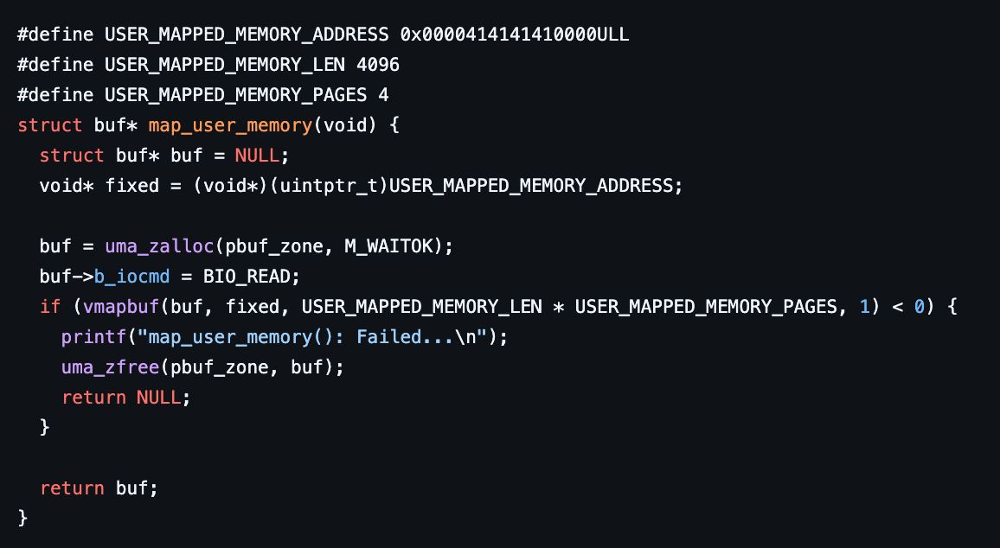 #define USER_MAPPED_MEMORY_ADDRESS 0x0000414141410000ULL
#define USER_MAPPED_MEMORY_LEN 4096
#define USER_MAPPED_MEMORY_PAGES 4
struct buf* map_user_memory(void) {
  struct buf* buf = NULL;
  void* fixed = (void*)(uintptr_t)USER_MAPPED_MEMORY_ADDRESS;

  buf = uma_zalloc(pbuf_zone, M_WAITOK);
  buf->b_iocmd = BIO_READ;
  if (vmapbuf(buf, fixed, USER_MAPPED_MEMORY_LEN * USER_MAPPED_MEMORY_PAGES, 1) < 0) {
    printf("map_user_memory(): Failed...\n");
    uma_zfree(pbuf_zone, buf);
    return NULL;
  }

  return buf;
}